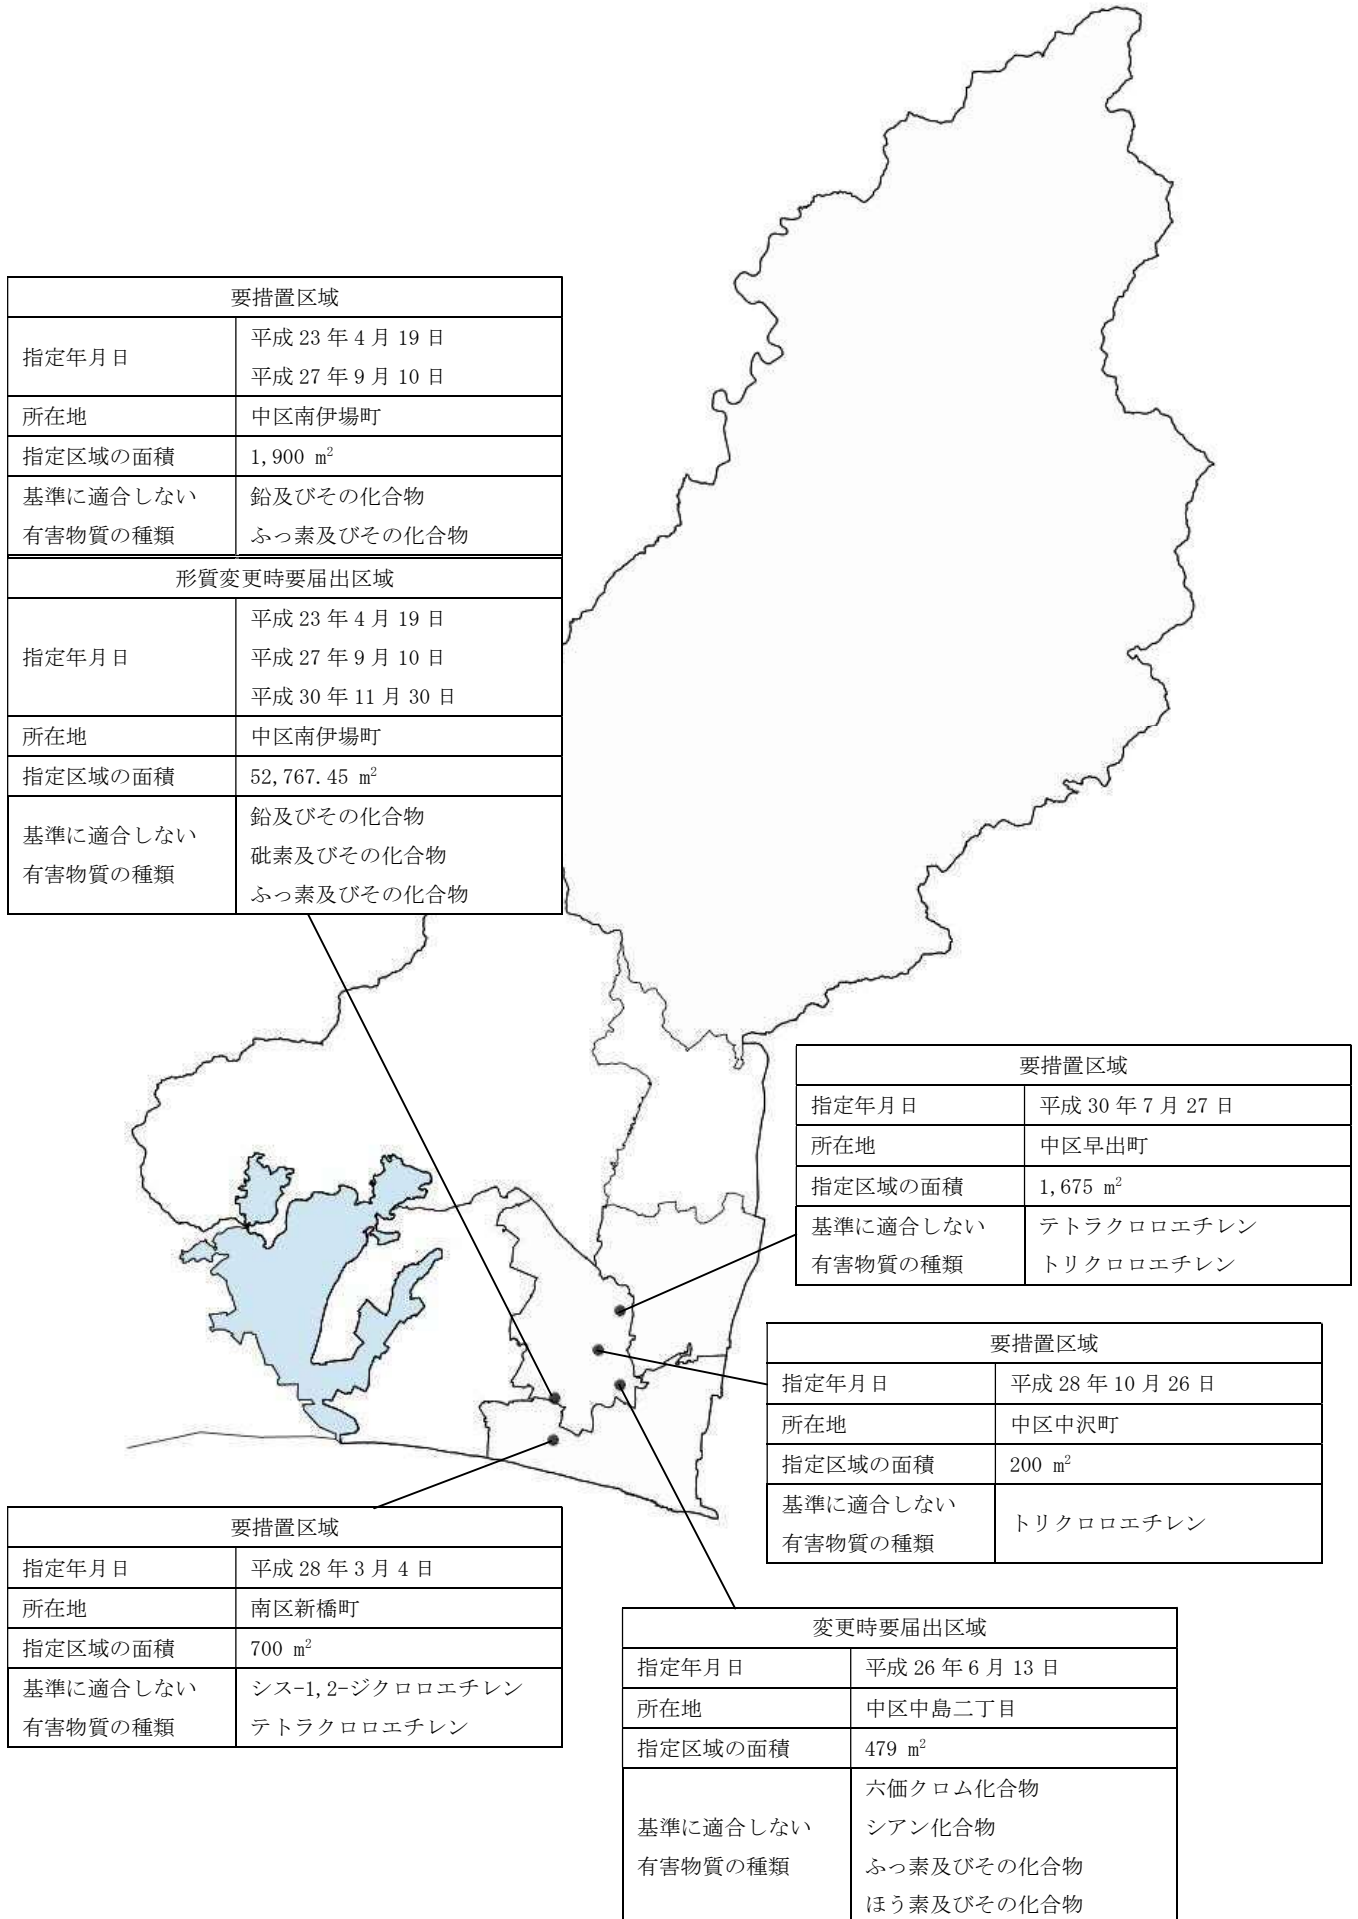 要措置区域
指定年月日
平成 23 年 4 月 19 日
平成 27 年 9 月 10 日
所在地
中区南伊場町
指定区域の面積
1,900 m²
基準に適合しない
有害物質の種類
鉛及びその化合物
ふっ素及びその化合物
形質変更時要届出区域
指定年月日
平成 23 年 4 月 19 日
平成 27 年 9 月 10 日
平成 30 年 11 月 30 日
所在地
中区南伊場町
指定区域の面積
52,767.45 m²
基準に適合しない
有害物質の種類
鉛及びその化合物
砒素及びその化合物
ふっ素及びその化合物
要措置区域
指定年月日
平成 30 年 7 月 27 日
所在地
中区早出町
指定区域の面積
1,675 m²
基準に適合しない
有害物質の種類
テトラクロロエチレン
トリクロロエチレン
要措置区域
指定年月日
平成 28 年 10 月 26 日
所在地
中区中沢町
指定区域の面積
200 m²
基準に適合しない
有害物質の種類
トリクロロエチレン
要措置区域
指定年月日
平成 28 年 3 月 4 日
所在地
南区新橋町
指定区域の面積
700 m²
基準に適合しない
有害物質の種類
シス-1,2-ジクロロエチレン
テトラクロロエチレン
変更時要届出区域
指定年月日
平成 26 年 6 月 13 日
所在地
中区中島二丁目
指定区域の面積
479 m²
基準に適合しない
有害物質の種類
六価クロム化合物
シアン化合物
ふっ素及びその化合物
ほう素及びその化合物